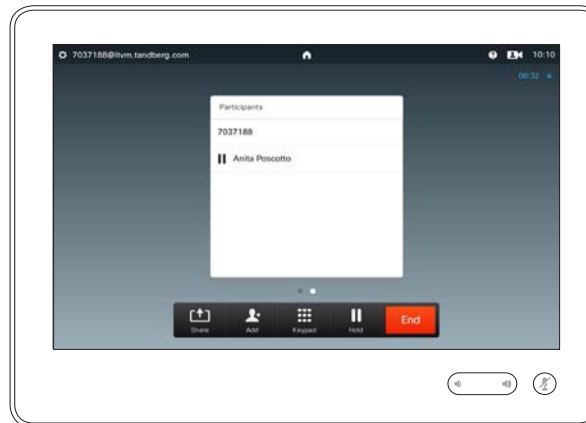 7037188@ltvm.tandberg.com 10:10
00:32
Participants
7037188
Anita Poscotto
Share Add Keypad Hold End